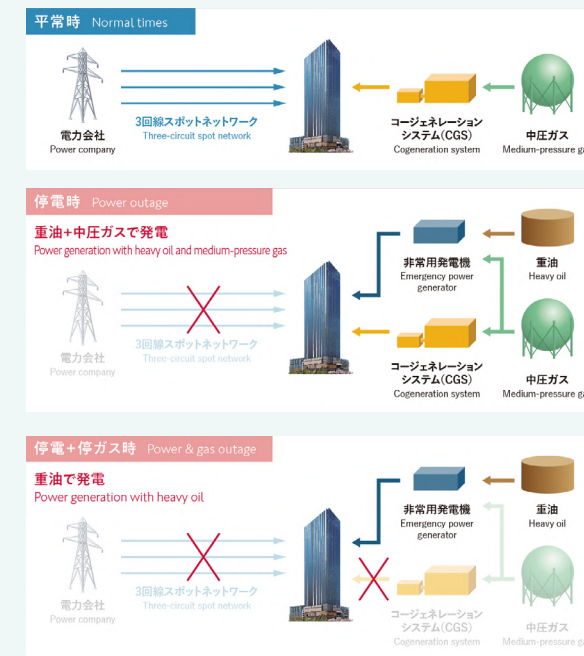 平常時 Normal times
電力会社
Power company
3回線スポットネットワーク
Three-circuit spot network
コージェネレーション
システム(CGS)
Cogeneration system
中圧ガス
Medium-pressure ga
停電時 Power outage
重油+中圧ガスで発電
Power generation with heavy oil and medium-pressure gas
電力会社
Power company
3回線スポットネットワーク
Three-circuit spot network
非常用発電機
Emergency power
generator
重油
Heavy oil
コージェネレーション
システム(CGS)
Cogeneration system
中圧ガス
Medium-pressure ga
停電+停ガス時 Power & gas outage
重油で発電
Power generation with heavy oil
電力会社
Power company
3回線スポットネットワーク
Three-circuit spot network
非常用発電機
Emergency power
generator
重油
Heavy oil
コージェネレーション
システム(CGS)
Cogeneration system
中圧ガス
Medium-pressure ga